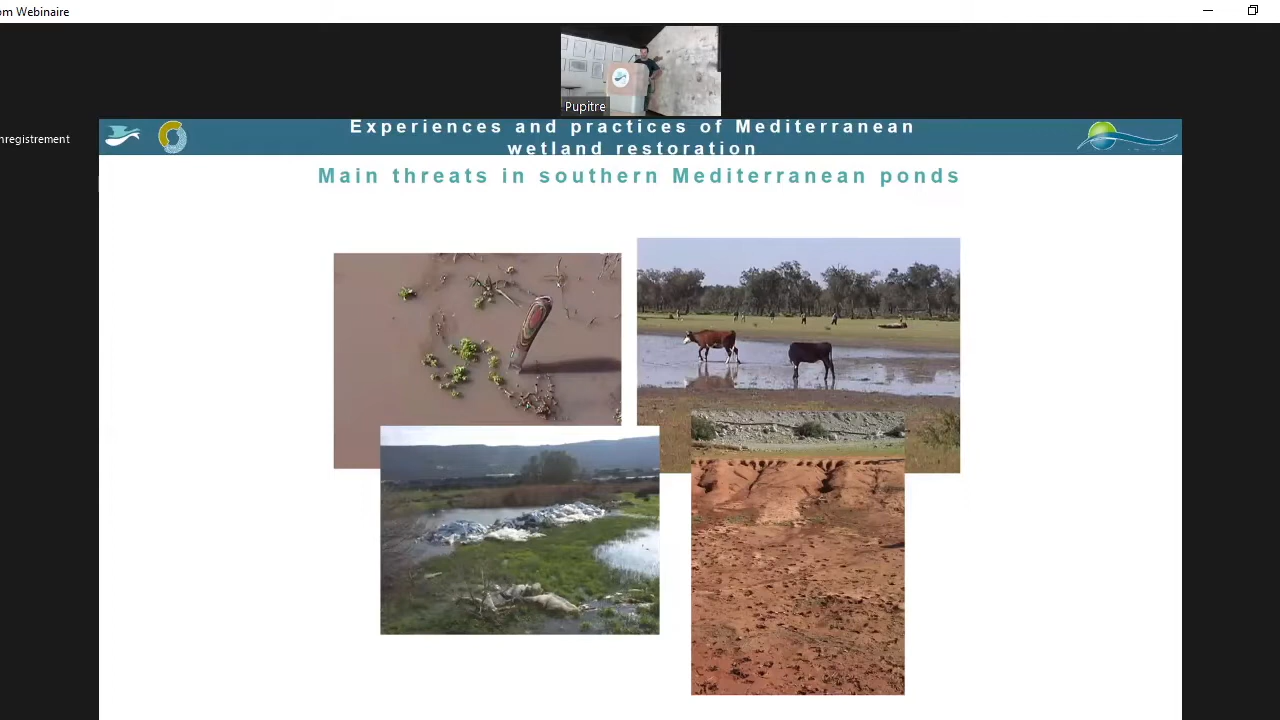 om Webinaire
Pupitre
nregistrement
Experiences and practices of Mediterranean
wetland restoration
Main threats in southern Mediterranean ponds